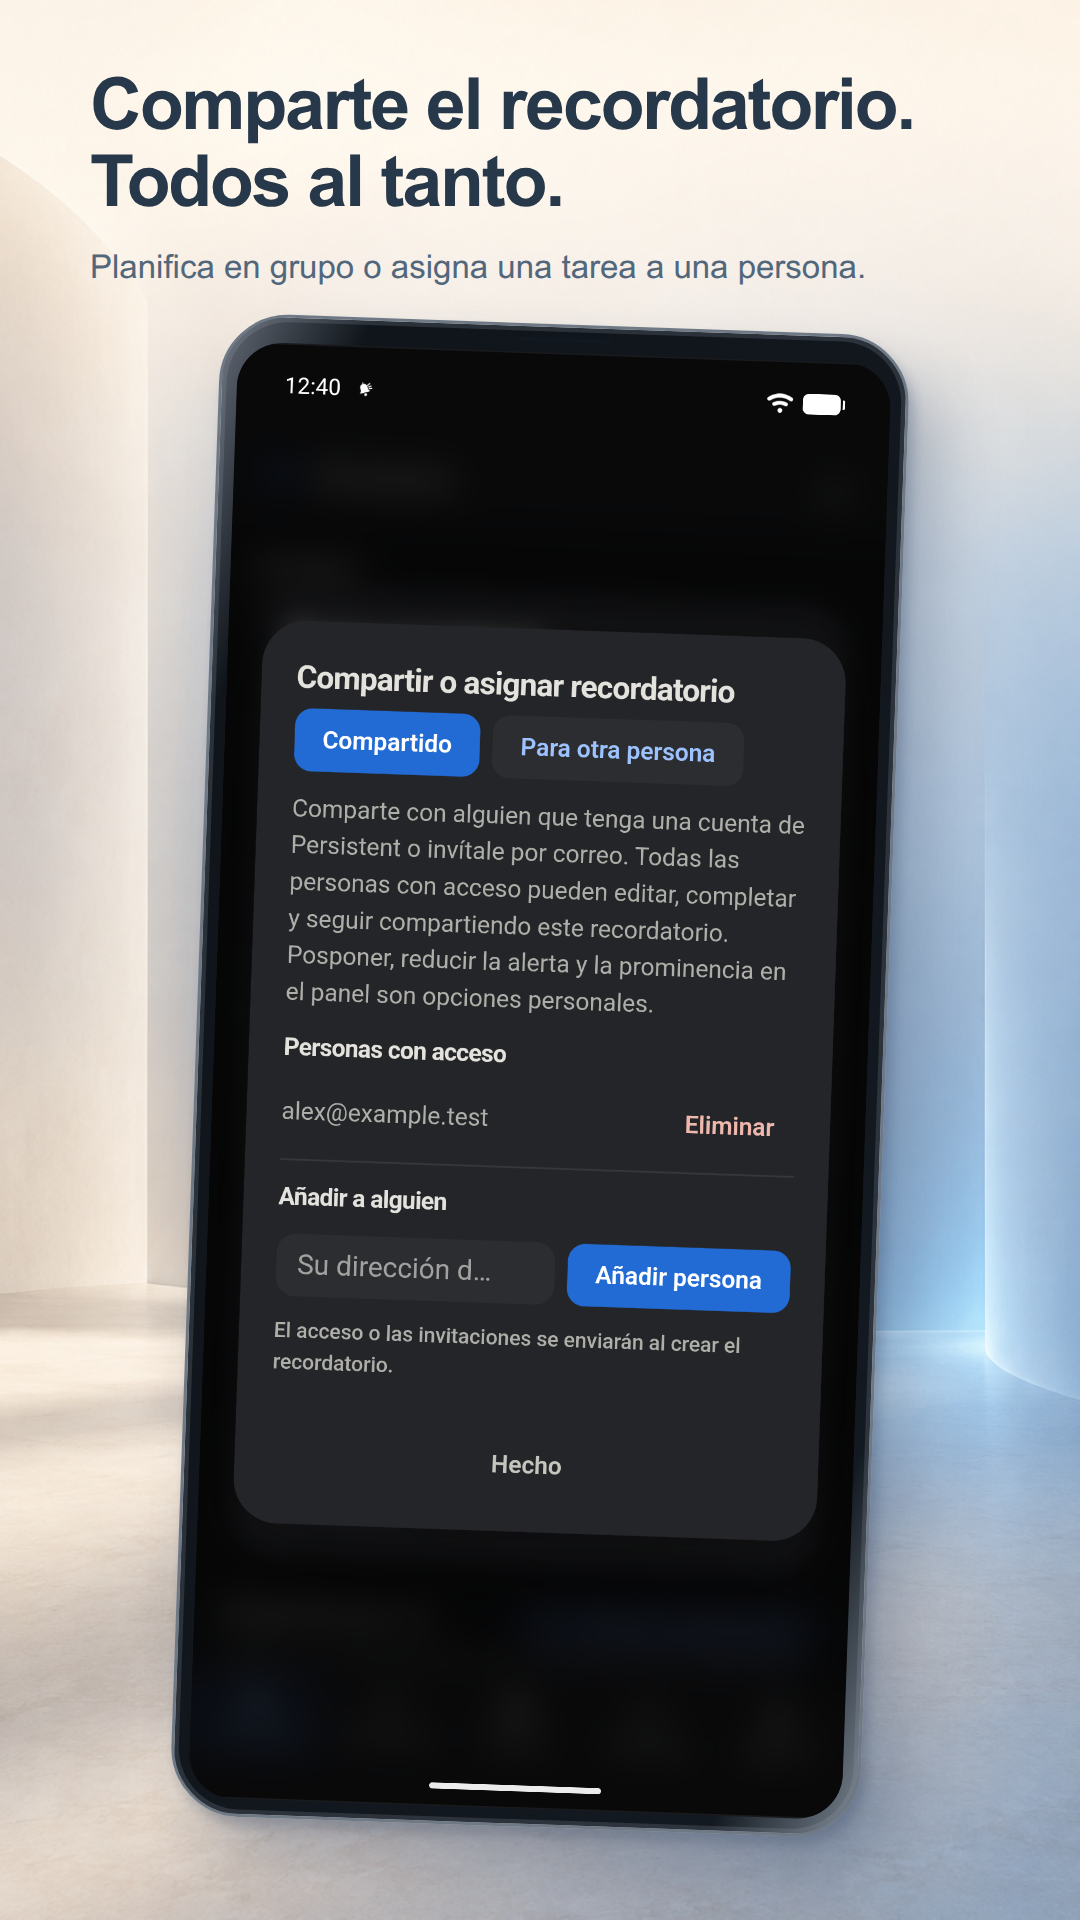 Comparte el recordatorio.
Todos al tanto.
Planifica en grupo o asigna una tarea a una persona.
12:40
Compartir o asignar recordatorio
Compartido
Para otra persona
Comparte con alguien que tenga una cuenta de
Persistent o invítale por correo. Todas las
personas con acceso pueden editar, completar
y seguir compartiendo este recordatorio.
Posponer, reducir la alerta y la prominencia en
el panel son opciones personales.
Personas con acceso
alex@example.test
Eliminar
Añadir a alguien
Su dirección d...
Añadir persona
El acceso o las invitaciones se enviarán al crear el
recordatorio.
Hecho